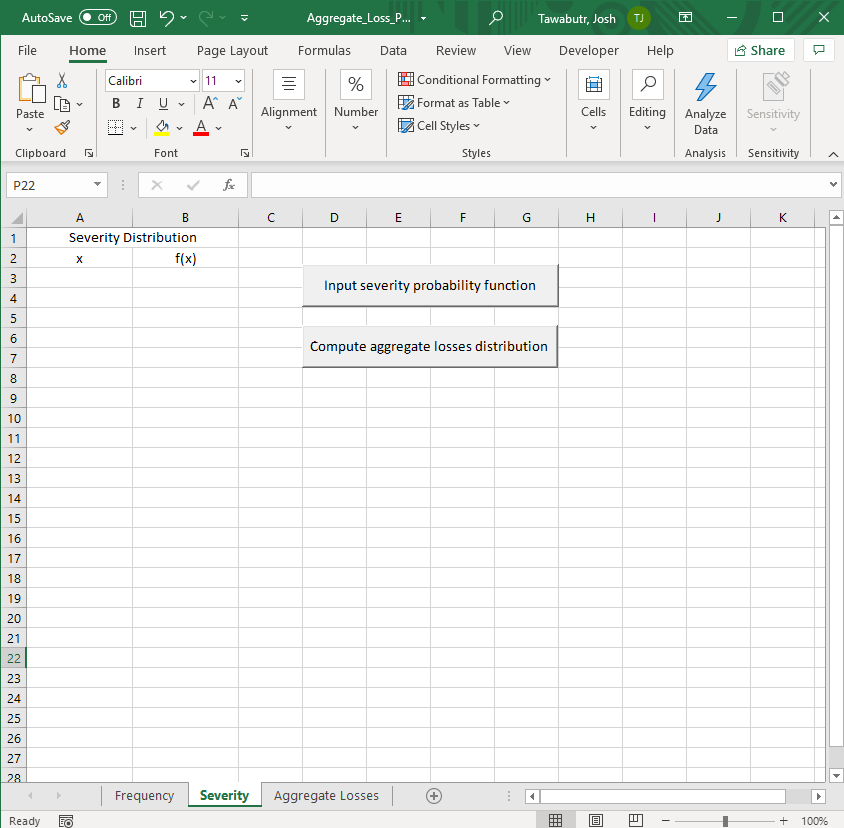 AutoSave Off Aggregate_Loss_P... Tawabutr, Josh TJ
File Home Insert Page Layout Formulas Data Review View Developer Help Share
Calibri 11 % Conditional Formatting
Paste B I U A A Alignment Number Format as Table Cells Editing Analyze Data Sensitivity
A Cell Styles
Clipboard Font Styles Analysis Sensitivity
P22 fx
A B C D E F G H I J K
1 Severity Distribution
2 x f(x)
3 Input severity probability function
4
5
6 Compute aggregate losses distribution
7
8
9
10
11
12
13
14
15
16
17
18
19
20
21
22
23
24
25
26
27
28
Frequency Severity Aggregate Losses
Ready 100%